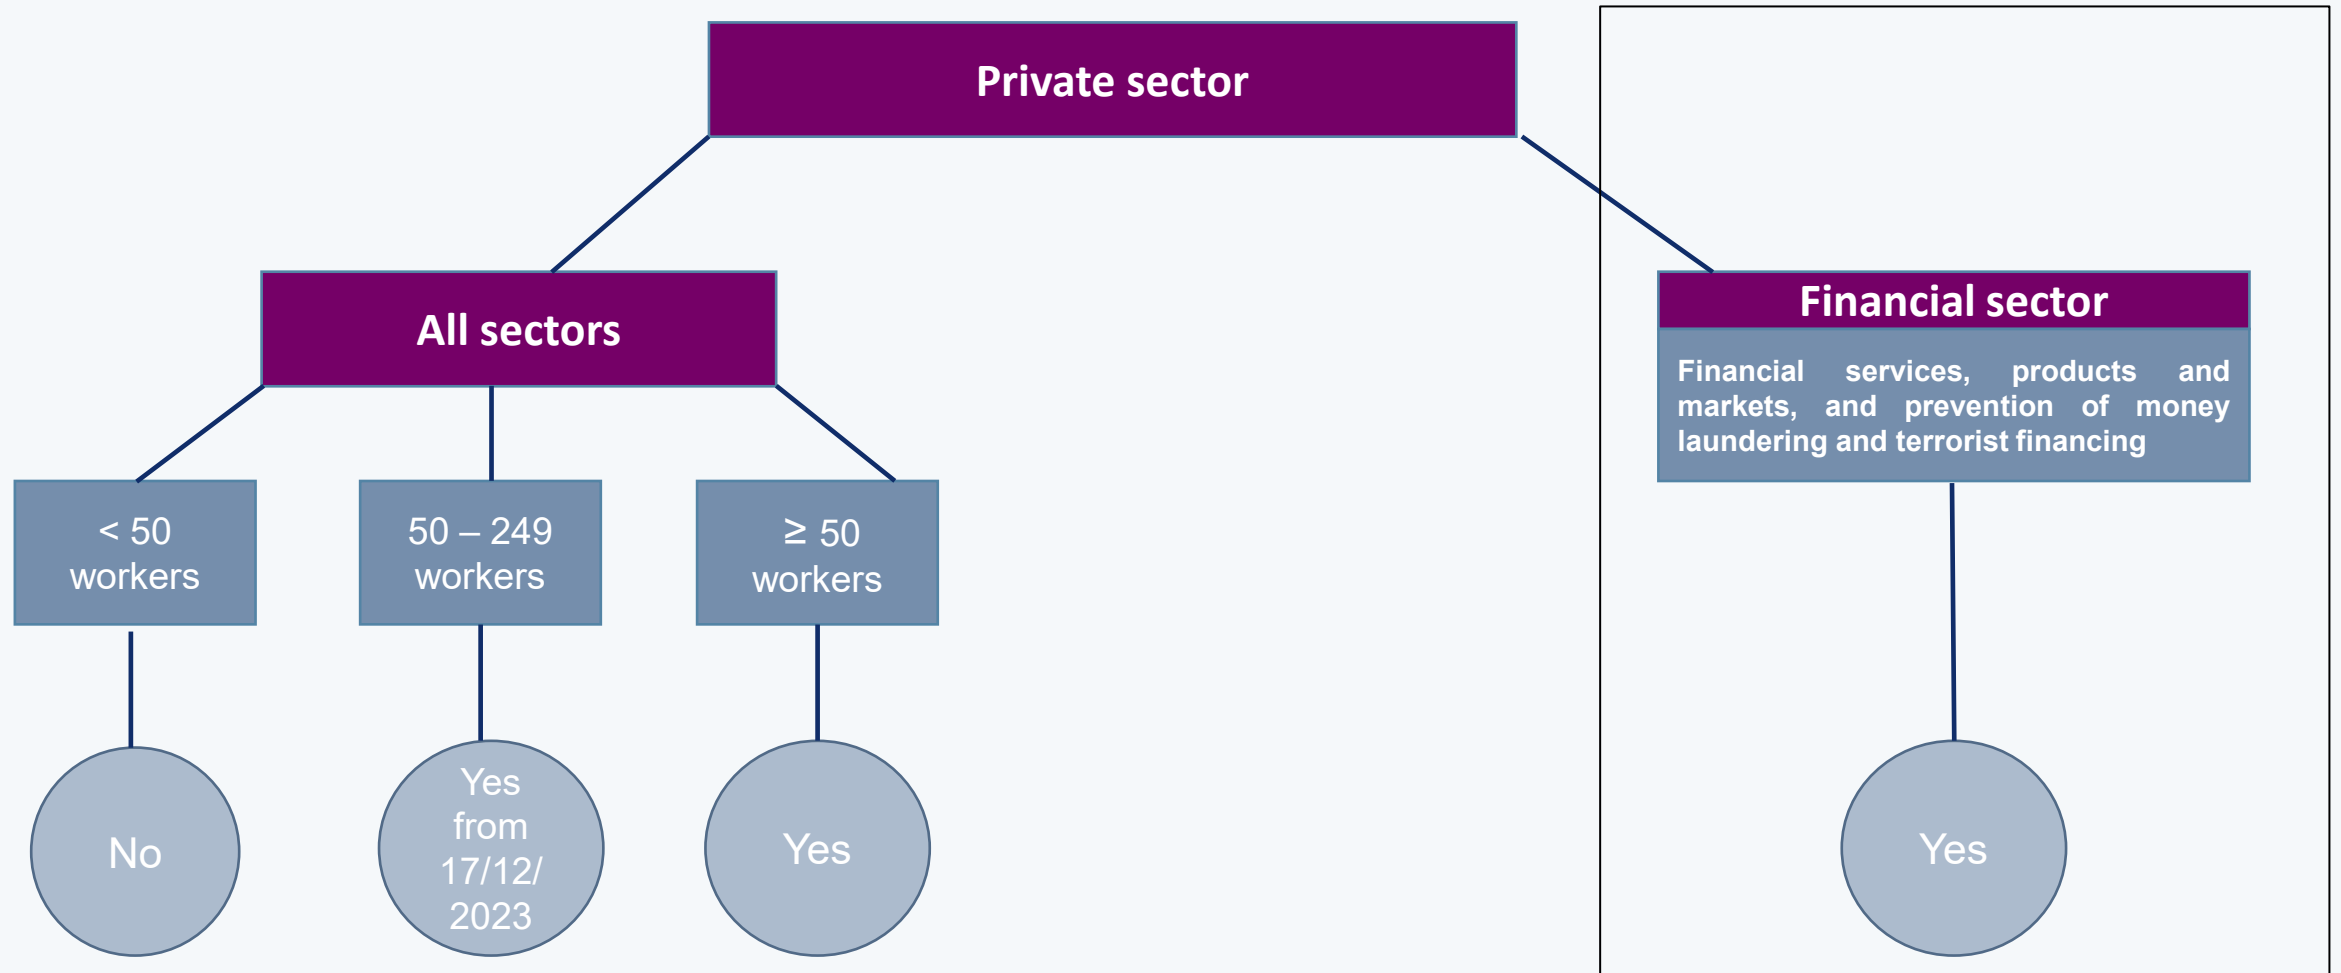 Private sector
All sectors
Financial sector
Financial services, products and
markets, and prevention of money
laundering and terrorist financing
< 50
workers
50 – 249
workers
≥ 50
workers
No
Yes
from
17/12/
2023
Yes
Yes